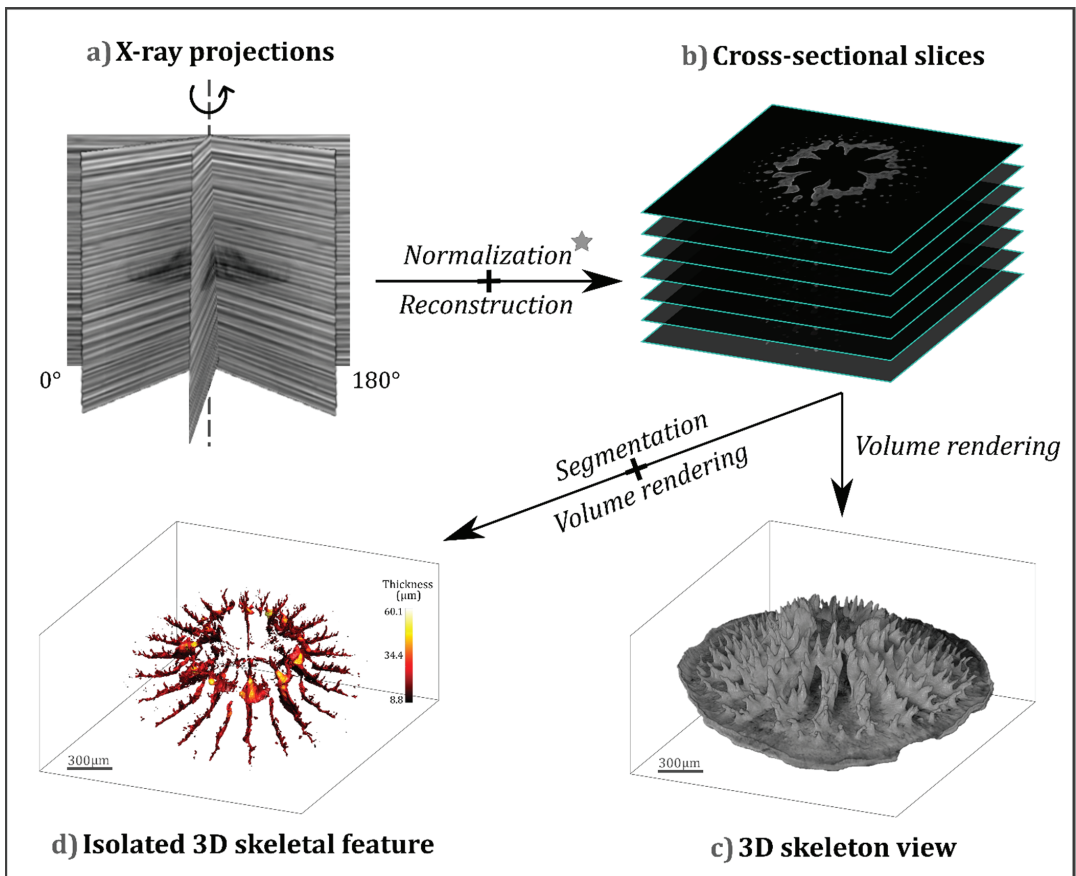 a) X-ray projections
0°
180°
Normalization
Reconstruction
b) Cross-sectional slices
Segmentation
Volume rendering
Volume rendering
Thickness
(μm)
60.1
34.4
8.8
300μm
d) Isolated 3D skeletal feature
300μm
c) 3D skeleton view